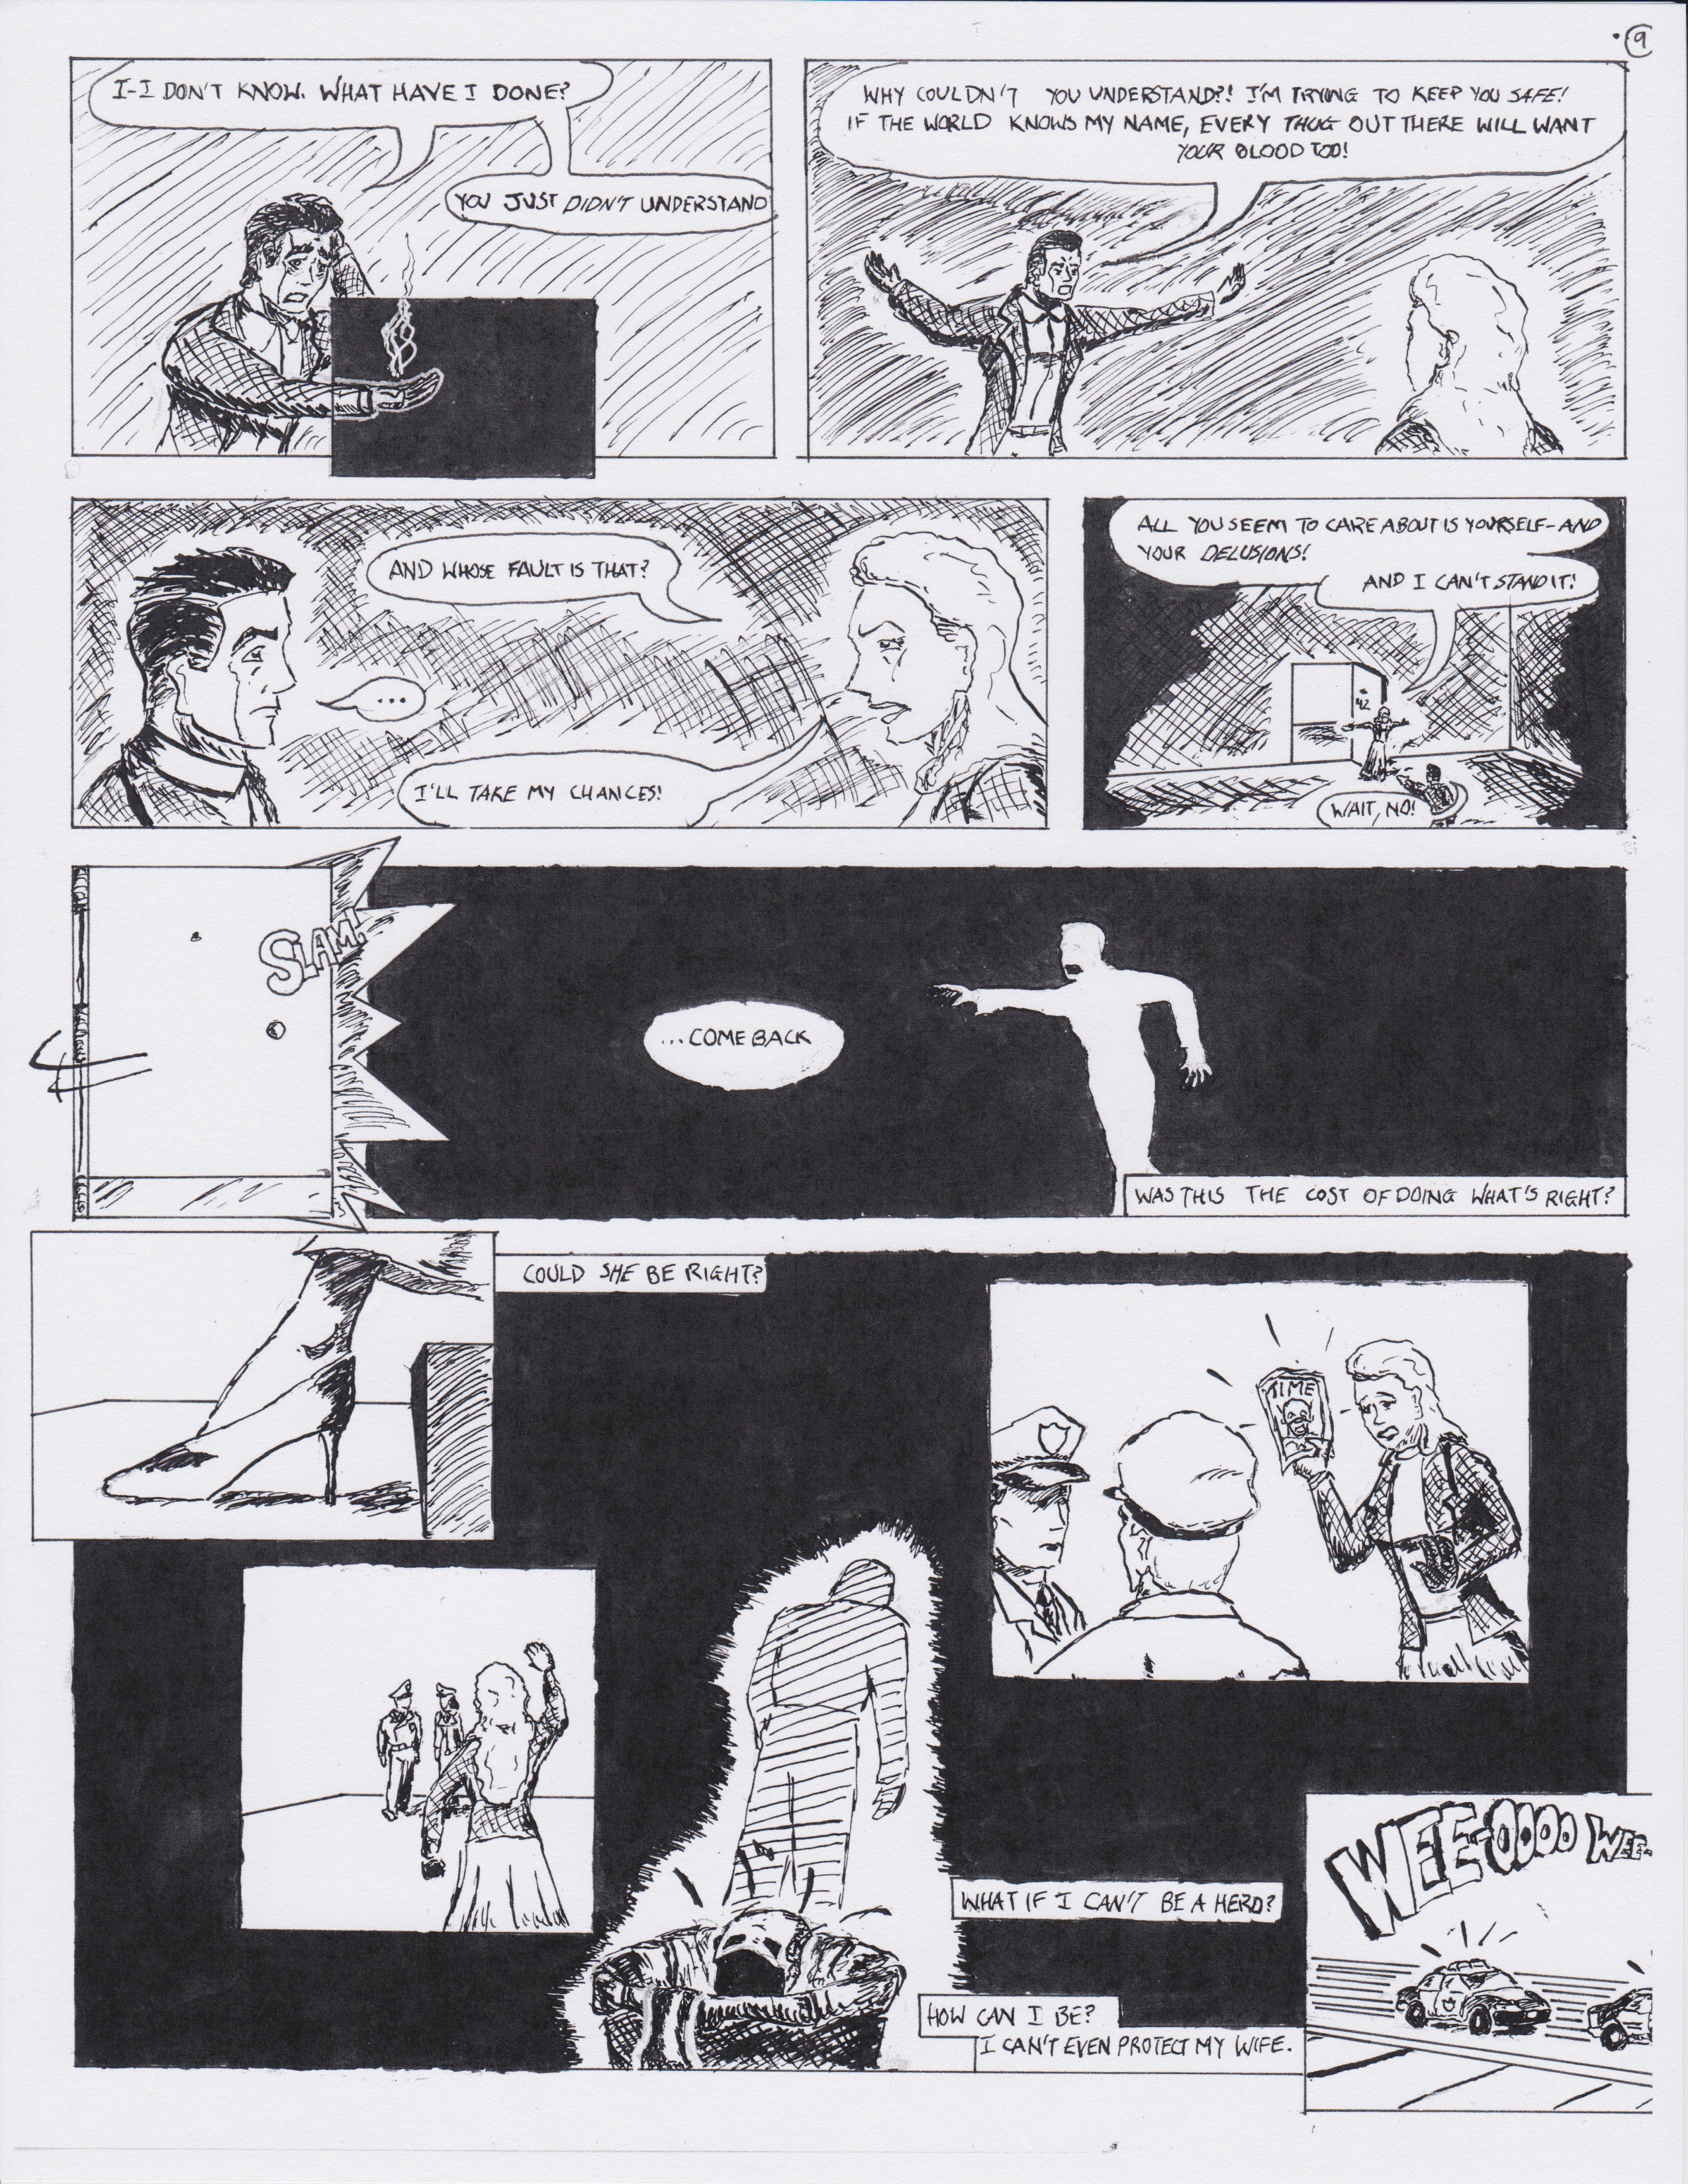 9
I-I DON'T KNOW. WHAT HAVE I DONE?
YOU JUST DIDN'T UNDERSTAND
WHY COULDN'T YOU UNDERSTAND?! I'M TRYING TO KEEP YOU SAFE!
IF THE WORLD KNOWS MY NAME, EVERY THUG OUT THERE WILL WANT
YOUR BLOOD TOO!
AND WHOSE FAULT IS THAT?
...
I'LL TAKE MY CHANCES!
ALL YOU SEEM TO CARE ABOUT IS YOURSELF-AND
YOUR DELUSIONS!
AND I CAN'T STAND IT!
42
WAIT, NO!
SLAM!
...COME BACK
WAS THIS THE COST OF DOING WHAT'S RIGHT?
COULD SHE BE RIGHT?
TIME
WHAT IF I CAN'T BE A HERO?
HOW CAN I BE?
I CAN'T EVEN PROTECT MY WIFE.
WEE-OOOO WEE-